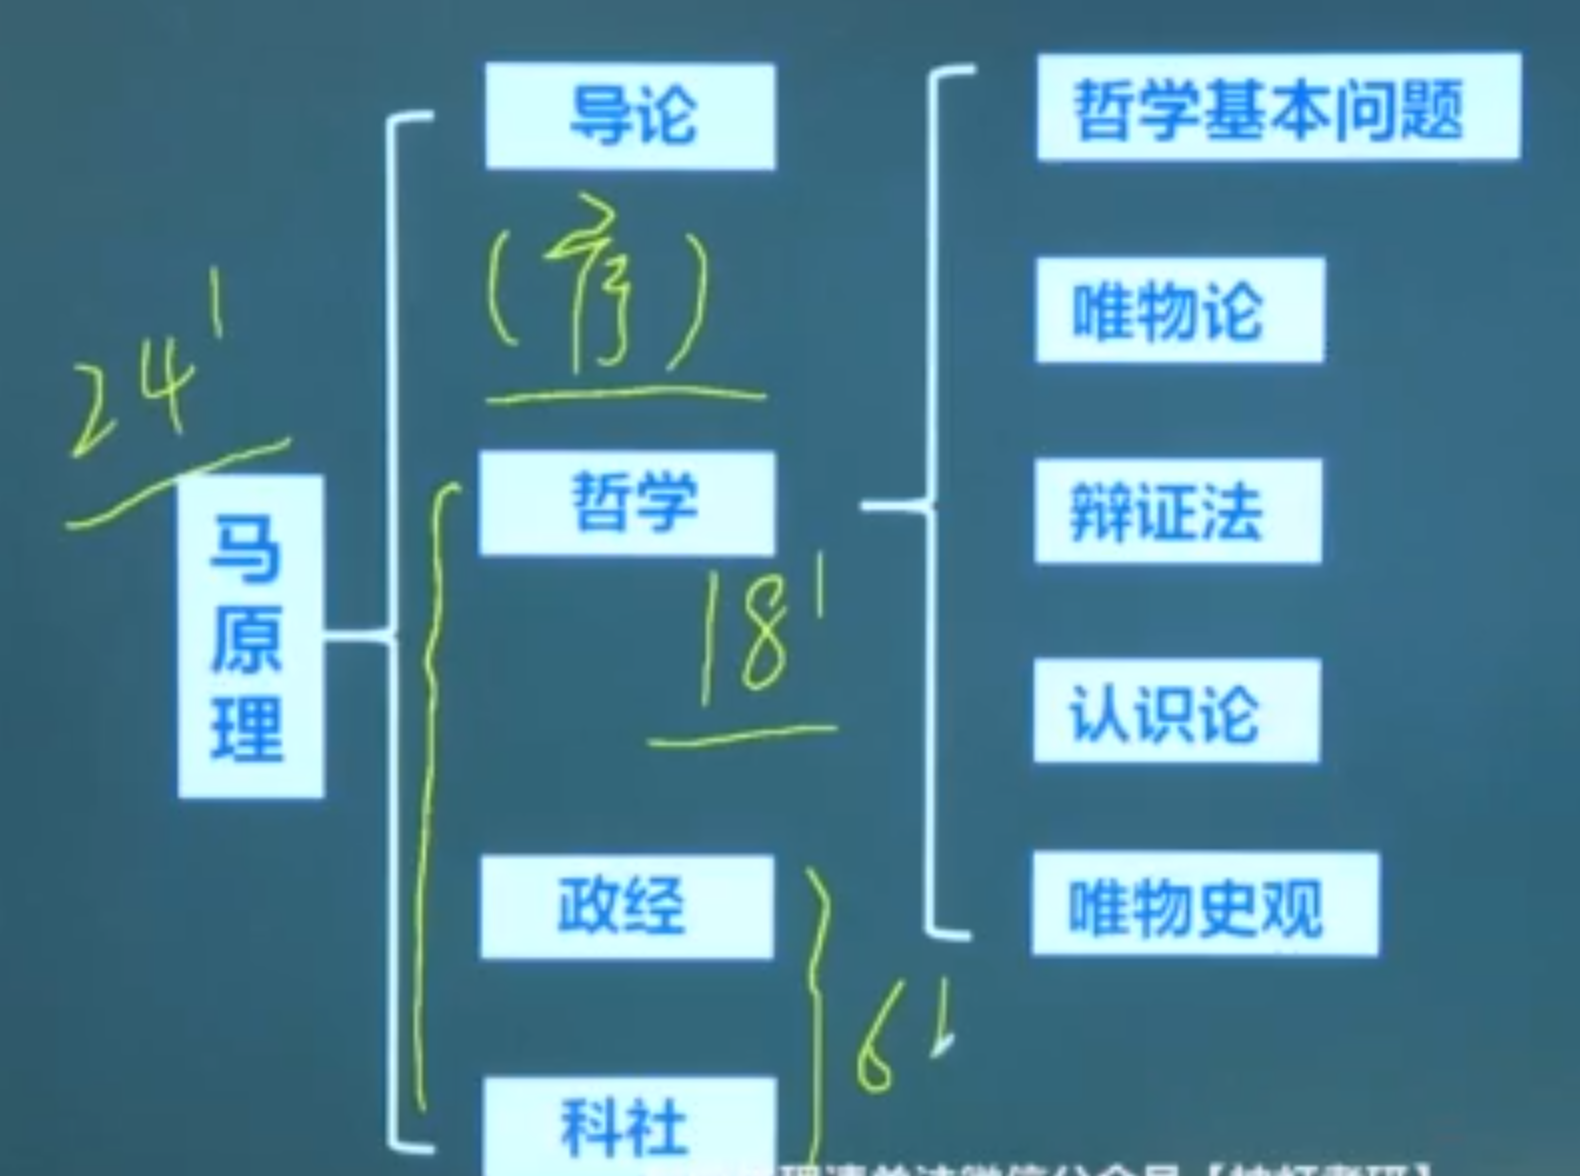 导论
(序)
24'
马原理
哲学
18'
政经
6'
科社
哲学基本问题
唯物论
辩证法
认识论
唯物史观